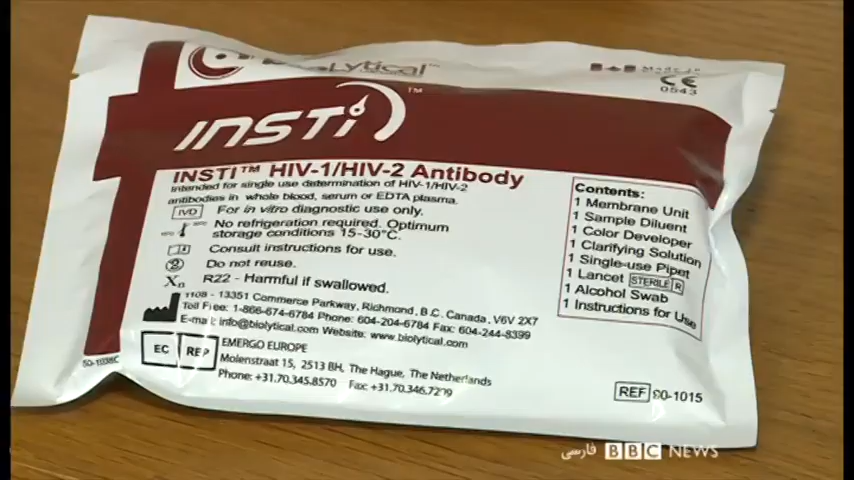 bioLytical
Made in
CE
0543
INSTi™
INSTI™ HIV-1/HIV-2 Antibody
Intended for single use determination of HIV-1/HIV-2
antibodies in whole blood, serum or EDTA plasma.
IVD For in vitro diagnostic use only.
No refrigeration required. Optimum
storage conditions 15-30°C.
Consult instructions for use.
2 Do not reuse.
Xn R22 - Harmful if swallowed.
1108 - 13351 Commerce Parkway, Richmond, B.C. Canada, V6V 2X7
Toll Free: 1-866-674-6784 Phone: 604-204-6784 Fax: 604-244-8399
E-mail: info@biolytical.com Website: www.biolytical.com
EC REP EMERGO EUROPE
Molenstraat 15, 2513 BH, The Hague, The Netherlands
Phone: +31.70.345.8570 Fax: +31.70.346.7299
Contents:
1 Membrane Unit
1 Sample Diluent
1 Color Developer
1 Clarifying Solution
1 Single-use Pipet
1 Lancet STERILE R
1 Alcohol Swab
1 Instructions for Use
REF 90-1015
فارسی BBC NEWS